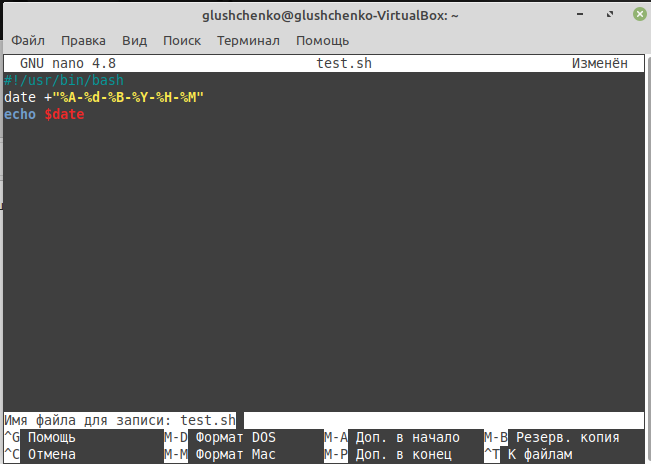 glushchenko@glushchenko-VirtualBox: ~
Файл Правка Вид Поиск Терминал Помощь
GNU nano 4.8 test.sh Изменён
#!/usr/bin/bash
date +"%A-%d-%B-%Y-%H-%M"
echo $date
Имя файла для записи: test.sh
^G Помощь M-D Формат DOS M-A Доп. в начало M-B Резерв. копия
^C Отмена M-M Формат Mac M-P Доп. в конец ^T К файлам